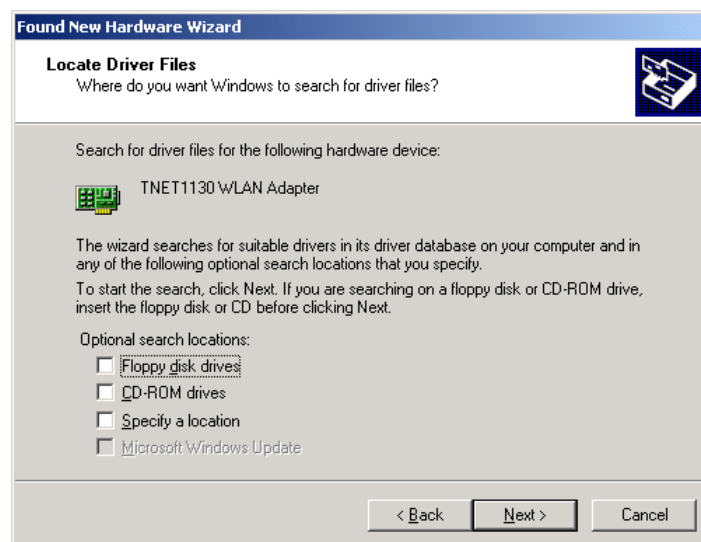 Found New Hardware Wizard
Locate Driver Files
Where do you want Windows to search for driver files?
Search for driver files for the following hardware device:
TNET1130 WLAN Adapter
The wizard searches for suitable drivers in its driver database on your computer and in
any of the following optional search locations that you specify.
To start the search, click Next. If you are searching on a floppy disk or CD-ROM drive,
insert the floppy disk or CD before clicking Next.
Optional search locations:
Floppy disk drives
CD-ROM drives
Specify a location
Microsoft Windows Update
< Back Next > Cancel